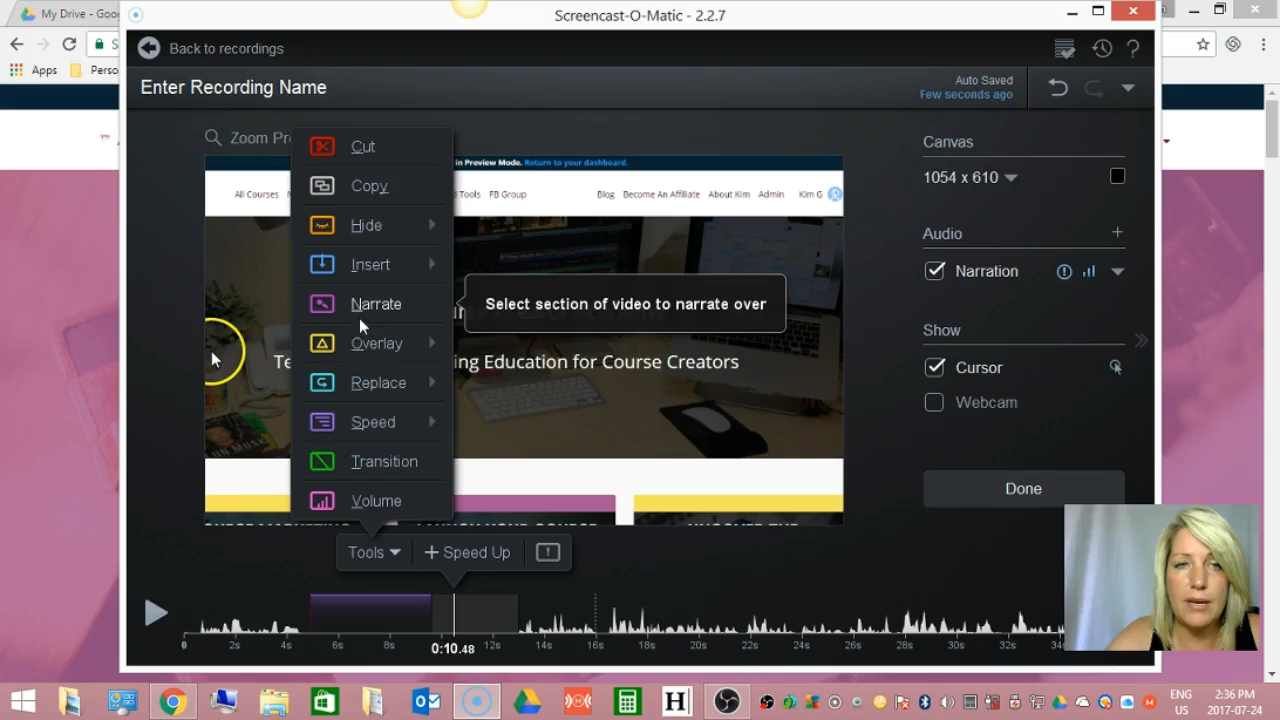 My Drive - Goo
Screencast-O-Matic - 2.2.7
S
Apps
Perso
Back to recordings
Enter Recording Name
Auto Saved
Few seconds ago
Zoom Pre
in Preview Mode. Return to your dashboard.
All Courses
d Tools
FB Group
Blog
Become An Affiliate
About Kim
Admin
Kim G
ing Education for Course Creators
Cut
Copy
Hide
Insert
Narrate
Overlay
Replace
Speed
Transition
Volume
Select section of video to narrate over
Canvas
1054 x 610
Audio
Narration
Show
Cursor
Webcam
Done
Tools
+ Speed Up
0
2s
4s
6s
8s
0:10.48
12s
14s
16s
18s
20s
22s
24s
26s
28s
30s
32s
34
H
ENG
US
2:36 PM
2017-07-24